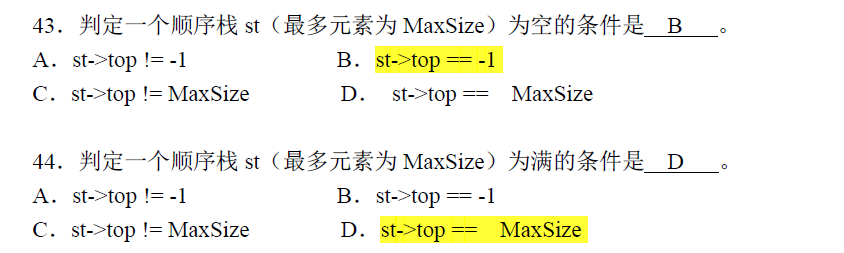 43．判定一个顺序栈 st（最多元素为 MaxSize）为空的条件是 B 。
A．st->top != -1 B．st->top == -1
C．st->top != MaxSize D． st->top == MaxSize
44．判定一个顺序栈 st（最多元素为 MaxSize）为满的条件是 D 。
A．st->top != -1 B．st->top == -1
C．st->top != MaxSize D．st->top == MaxSize